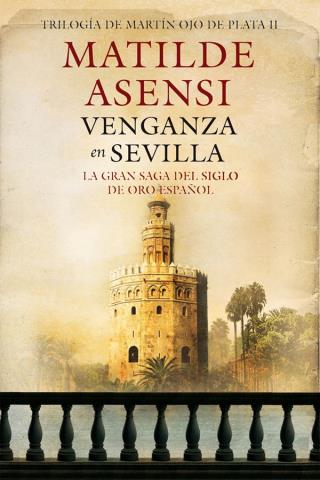 TRILOGÍA DE MARTÍN OJO DE PLATA II
MATILDE
ASENSI
VENGANZA
en SEVILLA
LA GRAN SAGA DEL SIGLO
DE ORO ESPAÑOL